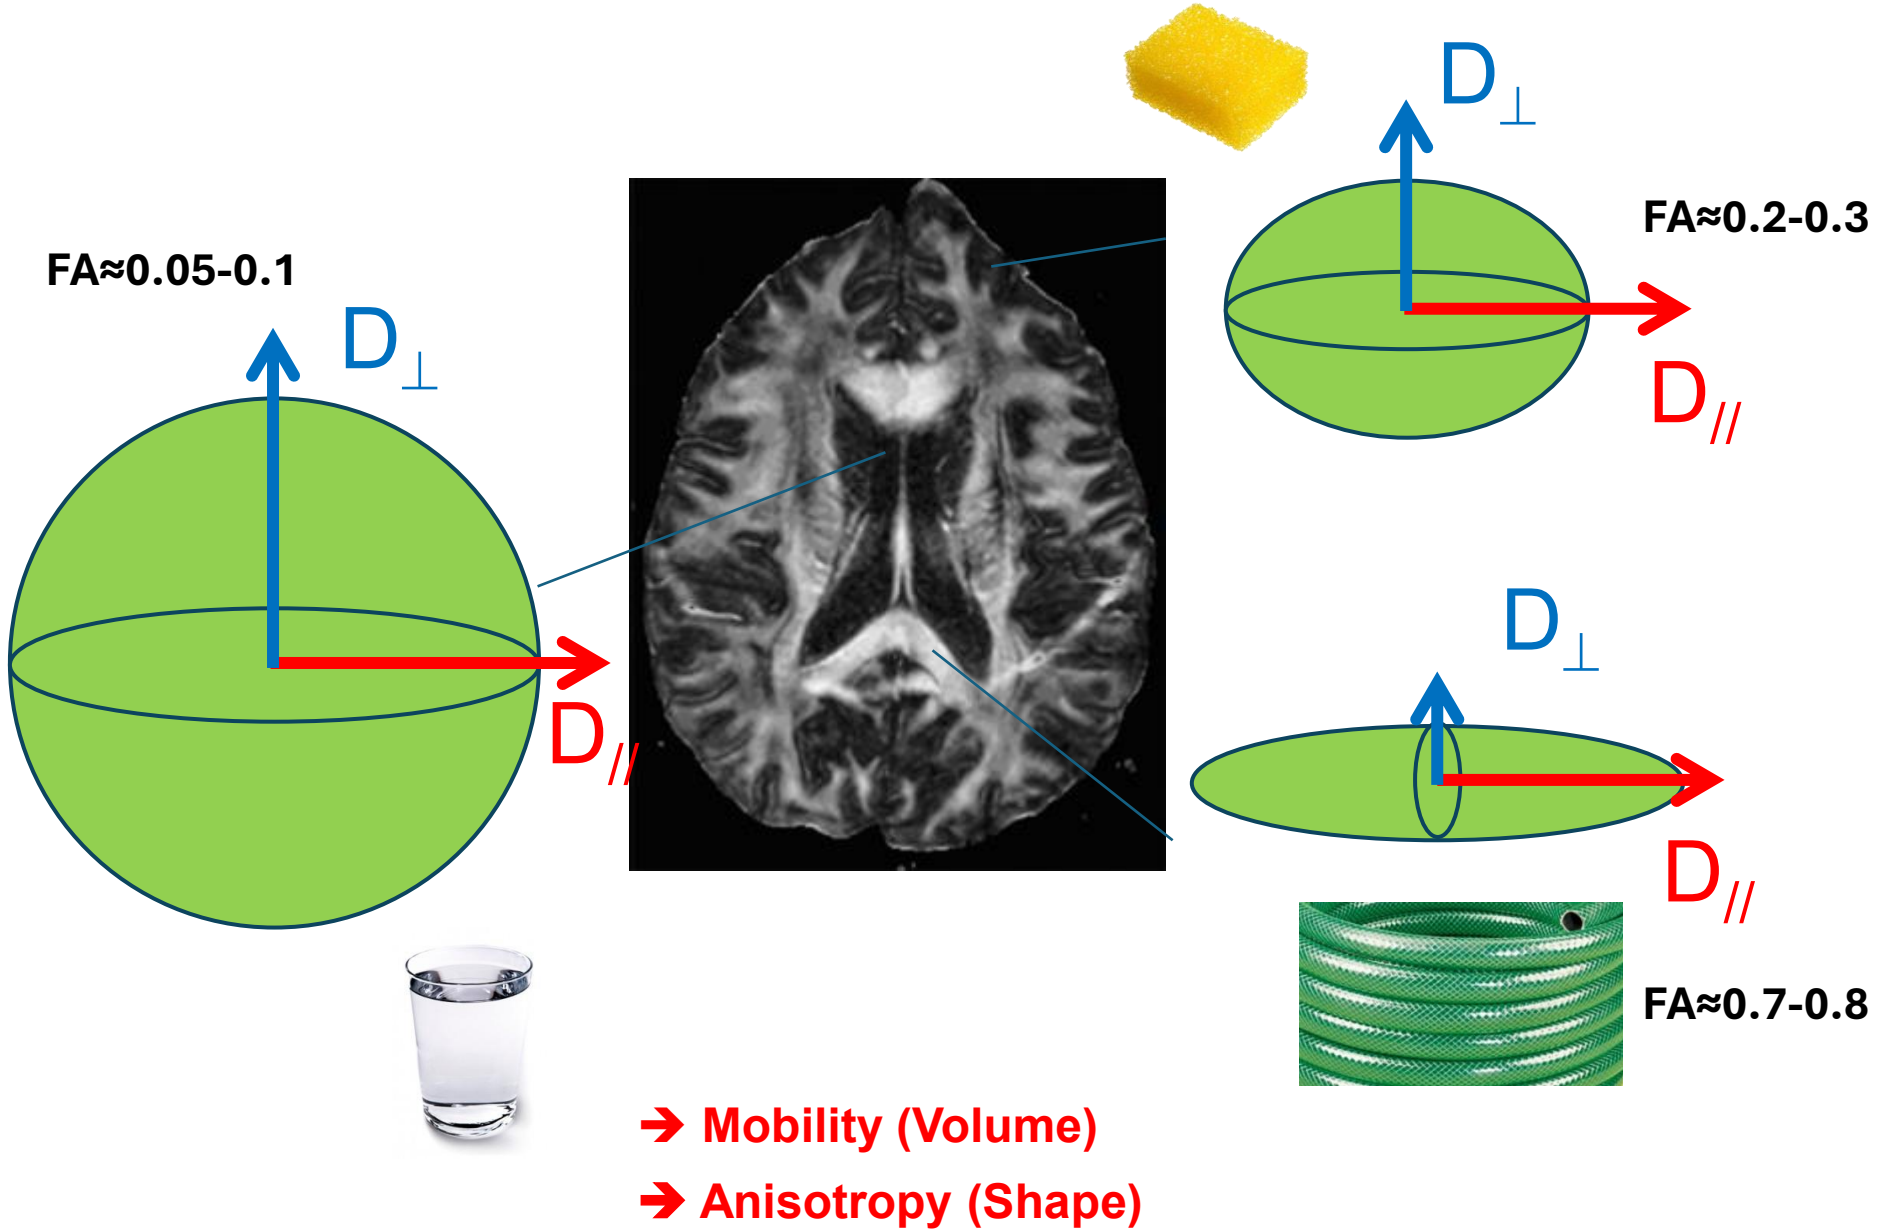 D⊥
FA≈0.2-0.3
D//
FA≈0.05-0.1
D⊥
D//
D⊥
D//
FA≈0.7-0.8
➔ Mobility (Volume)
➔ Anisotropy (Shape)